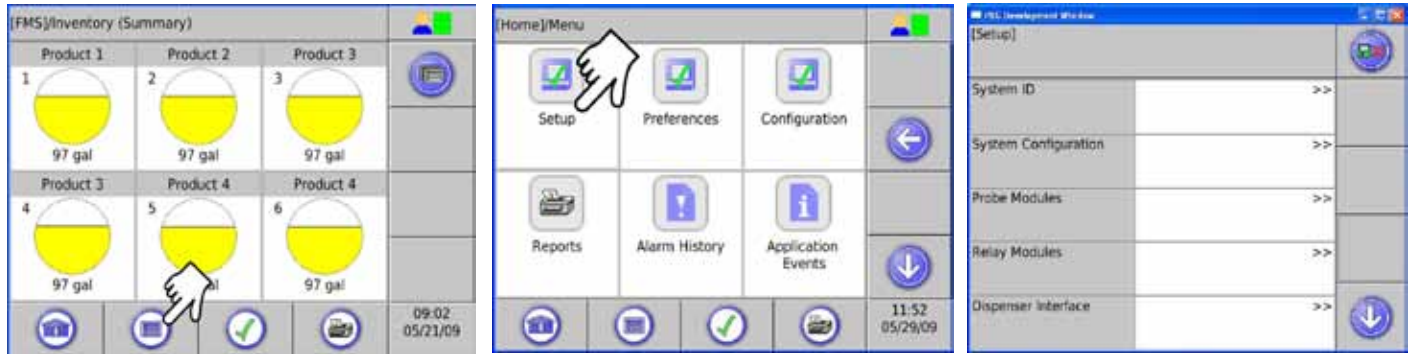 [FMS]/Inventory (Summary)
Product 1 Product 2 Product 3
1 2 3
97 gal 97 gal 97 gal
Product 3 Product 4 Product 4
4 5 6
97 gal al 97 gal
09:02
05/21/09
[Home]/Menu
Setup Preferences Configuration
Reports Alarm History Application
Events
11:52
05/29/09
Development Window
[Setup]
System ID >>
System Configuration >>
Probe Modules >>
Relay Modules >>
Dispenser Interface >>